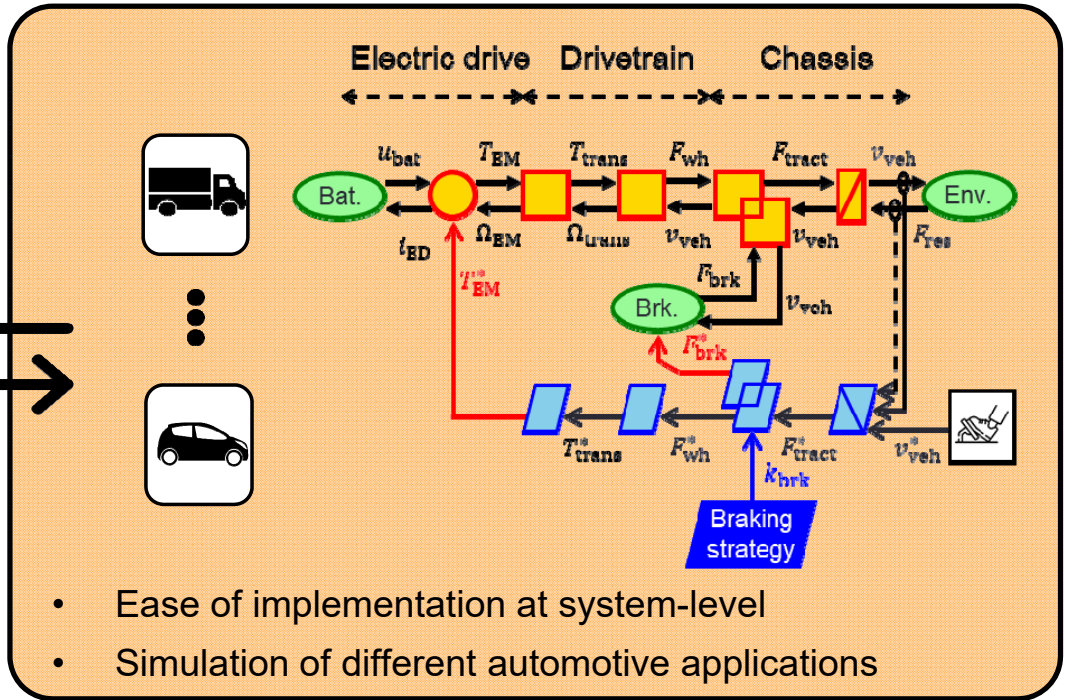 Electric drive Drivetrain Chassis
u_bat T_EM T_trans F_wh F_tract v_veh
Bat. Env.
i_ED Ω_EM Ω_trans v_veh v_veh F_res
T*_EM F_brk v_veh
Brk.
F*_brk
T*_trans F*_wh F*_tract v*_veh
k_brk
Braking
strategy
• Ease of implementation at system-level
• Simulation of different automotive applications